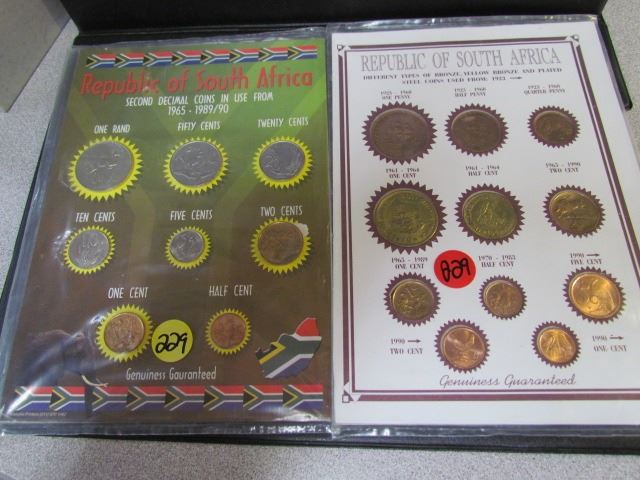 Republic of South Africa
SECOND DECIMAL COINS IN USE FROM
1965 - 1989/90
ONE RAND
FIFTY CENTS
TWENTY CENTS
TEN CENTS
FIVE CENTS
TWO CENTS
ONE CENT
HALF CENT
229
Genuiness Gauranteed
REPUBLIC OF SOUTH AFRICA
DIFFERENT TYPES OF BRONZE, YELLOW BRONZE AND PLATED
STEEL COINS USED FROM 1923 →
1923 - 1960
ONE PENNY
1923 - 1960
HALF PENNY
1923 - 1960
QUARTER PENNY
1961 - 1964
ONE CENT
1961 - 1964
HALF CENT
1965 - 1990
TWO CENT
1965 - 1989
ONE CENT
229
1970 - 1983
HALF CENT
1990 →
FIVE CENT
1990 →
TWO CENT
1990 →
ONE CENT
Genuiness Guaranteed